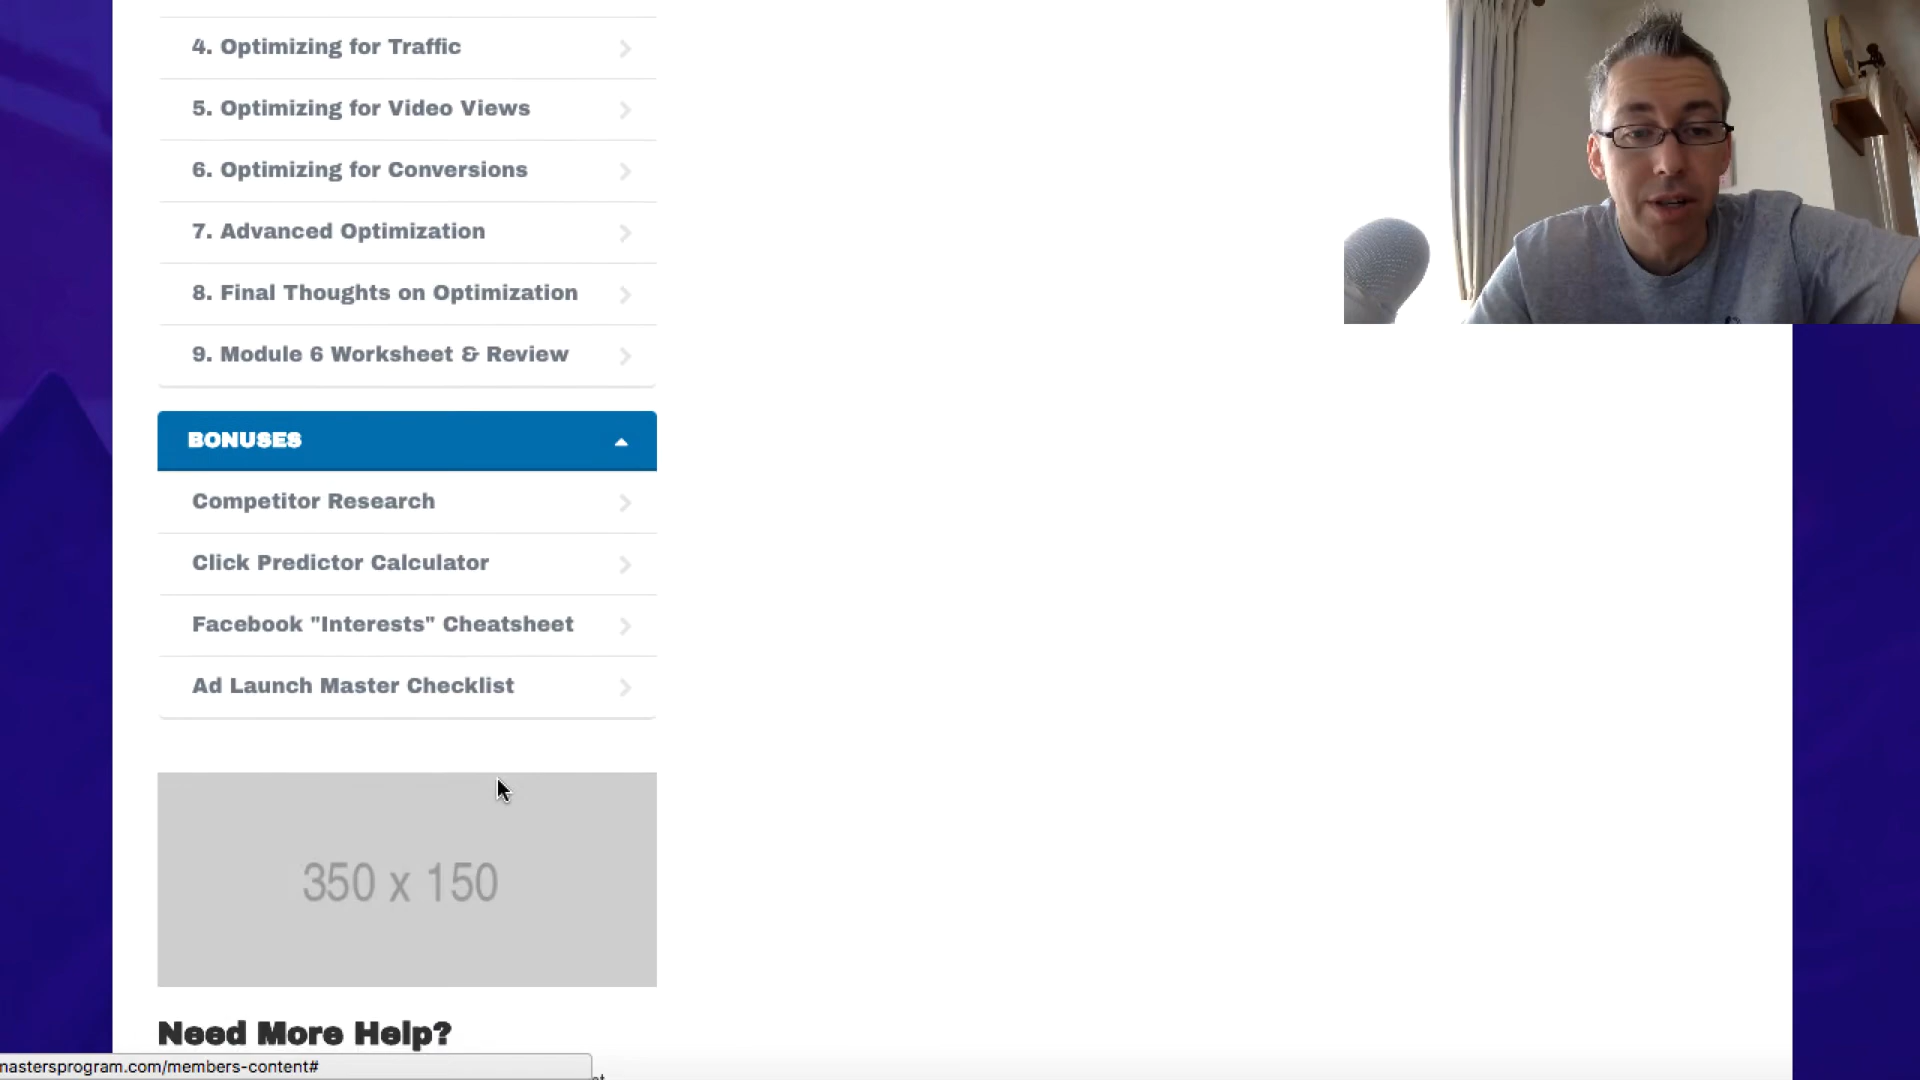 4. Optimizing for Traffic
5. Optimizing for Video Views
6. Optimizing for Conversions
7. Advanced Optimization
8. Final Thoughts on Optimization
9. Module 6 Worksheet & Review
BONUSES
Competitor Research
Click Predictor Calculator
Facebook "Interests" Cheatsheet
Ad Launch Master Checklist
350 x 150
Need More Help?
mastersprogram.com/members-content#